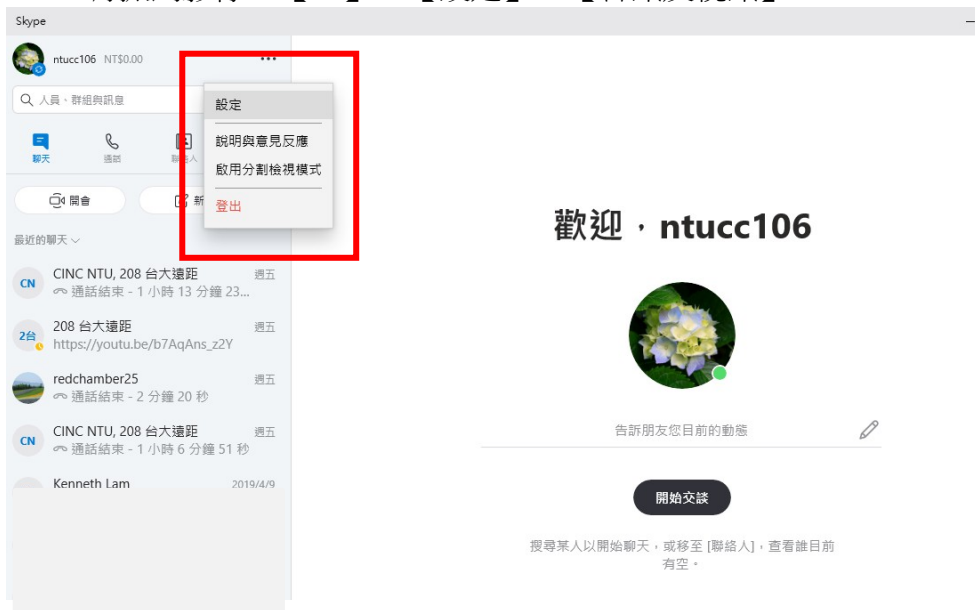 Skype
ntucc106 NT$0.00
人員、群組與訊息
設定
說明與意見反應
啟用分割檢視模式
登出
聊天
通話
開會
最近的聊天
CN
CINC NTU, 208 台大遠距
週五
通話結束 - 1 小時 13 分鐘 23...
2台
208 台大遠距
週五
https://youtu.be/b7AqAns_z2Y
redchamber25
週五
通話結束 - 2 分鐘 20 秒
CN
CINC NTU, 208 台大遠距
週五
通話結束 - 1 小時 6 分鐘 51 秒
Kenneth Lam
2019/4/9
歡迎，ntucc106
告訴朋友您目前的動態
開始交談
搜尋某人以開始聊天，或移至 [聯絡人]，查看誰目前
有空。